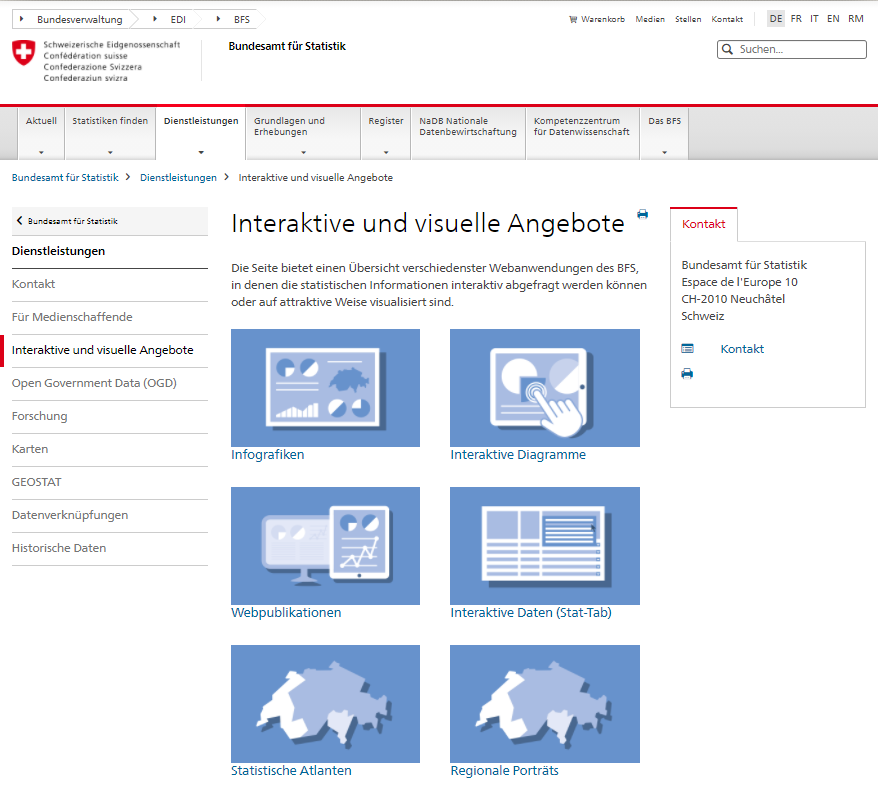 Bundesverwaltung EDI BFS
Warenkorb Medien Stellen Kontakt DE FR IT EN RM
Schweizerische Eidgenossenschaft
Confédération suisse
Confederazione Svizzera
Confederaziun svizra
Bundesamt für Statistik
Suchen...
Aktuell
Statistiken finden
Dienstleistungen
Grundlagen und
Erhebungen
Register
NaDB Nationale
Datenbewirtschaftung
Kompetenzzentrum
für Datenwissenschaft
Das BFS
Bundesamt für Statistik Dienstleistungen Interaktive und visuelle Angebote
Bundesamt für Statistik
Dienstleistungen
Kontakt
Für Medienschaffende
Interaktive und visuelle Angebote
Open Government Data (OGD)
Forschung
Karten
GEOSTAT
Datenverknüpfungen
Historische Daten
Interaktive und visuelle Angebote
Die Seite bietet einen Übersicht verschiedenster Webanwendungen des BFS,
in denen die statistischen Informationen interaktiv abgefragt werden können
oder auf attraktive Weise visualisiert sind.
Infografiken
Interaktive Diagramme
Webpublikationen
Interaktive Daten (Stat-Tab)
Statistische Atlanten
Regionale Porträts
Kontakt
Bundesamt für Statistik
Espace de l'Europe 10
CH-2010 Neuchâtel
Schweiz
Kontakt